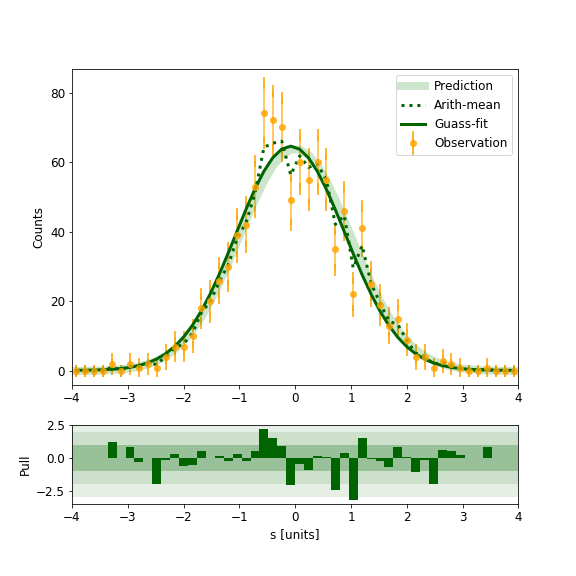 80
60
40
20
0
Counts
Prediction
Arith-mean
Guass-fit
Observation
−4 −3 −2 −1 0 1 2 3 4
2.5
0.0
−2.5
Pull
−4 −3 −2 −1 0 1 2 3 4
s [units]